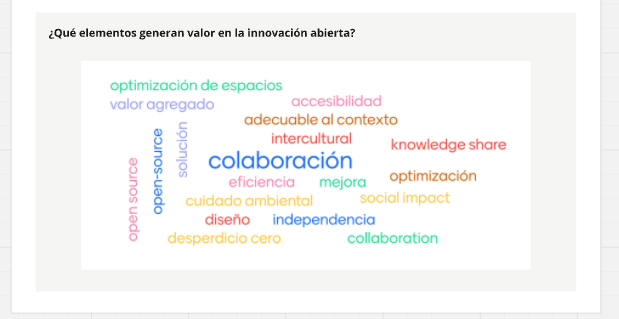 ¿Qué elementos generan valor en la innovación abierta?
optimización de espacios
valor agregado
accesibilidad
adecuable al contexto
solución
open-source
open source
intercultural
knowledge share
colaboración
eficiencia
mejora
optimización
cuidado ambiental
social impact
diseño
independencia
desperdicio cero
collaboration